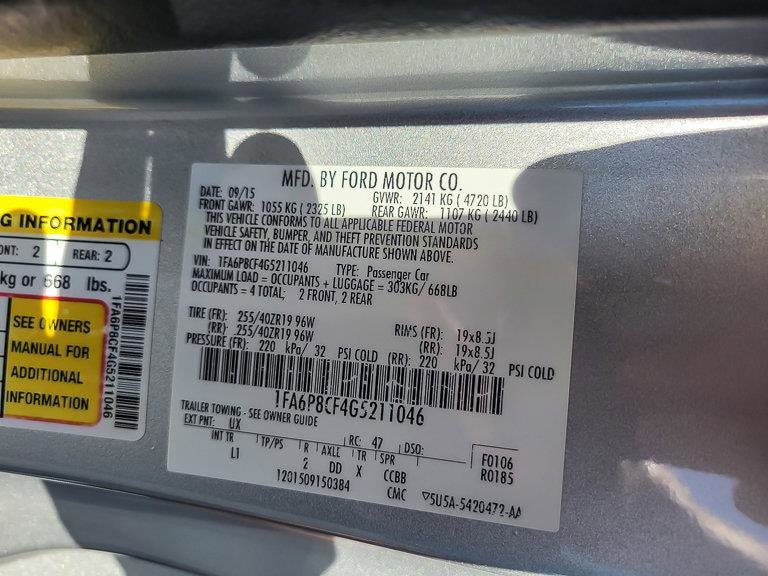 G INFORMATION
ONT: 2 REAR: 2
kg or 668 lbs.
SEE OWNERS
MANUAL FOR
ADDITIONAL
INFORMATION
1FA6P8CF4G5211046
MFD. BY FORD MOTOR CO.
DATE: 09/15 GVWR: 2141 KG ( 4720 LB)
FRONT GAWR: 1055 KG ( 2325 LB) REAR GAWR: 1107 KG ( 2440 LB)
THIS VEHICLE CONFORMS TO ALL APPLICABLE FEDERAL MOTOR
VEHICLE SAFETY, BUMPER, AND THEFT PREVENTION STANDARDS
IN EFFECT ON THE DATE OF MANUFACTURE SHOWN ABOVE.
VIN: 1FA6P8CF4G5211046 TYPE: Passenger Car
MAXIMUM LOAD = OCCUPANTS + LUGGAGE = 303KG/ 668LB
OCCUPANTS = 4 TOTAL; 2 FRONT, 2 REAR
TIRE (FR): 255/40ZR19 96W RIMS (FR): 19x8.5J
(RR): 255/40ZR19 96W (RR): 19x8.5J
PRESSURE (FR): 220 kPa/ 32 PSI COLD (RR): 220 kPa/ 32 PSI COLD
1FA6P8CF4G5211046
TRAILER TOWING - SEE OWNER GUIDE
EXT PNT: UX RC: 47 DSO: F0106
INT TR TP/PS R AXLE TR SPR R0185
LI 2 DD X CCBB
1201509150384 CMC 5U5A-5420472-AA